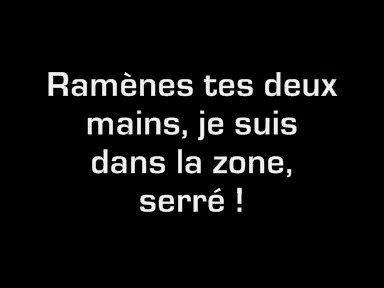 Ramènes tes deux
mains, je suis
dans la zone,
serré !